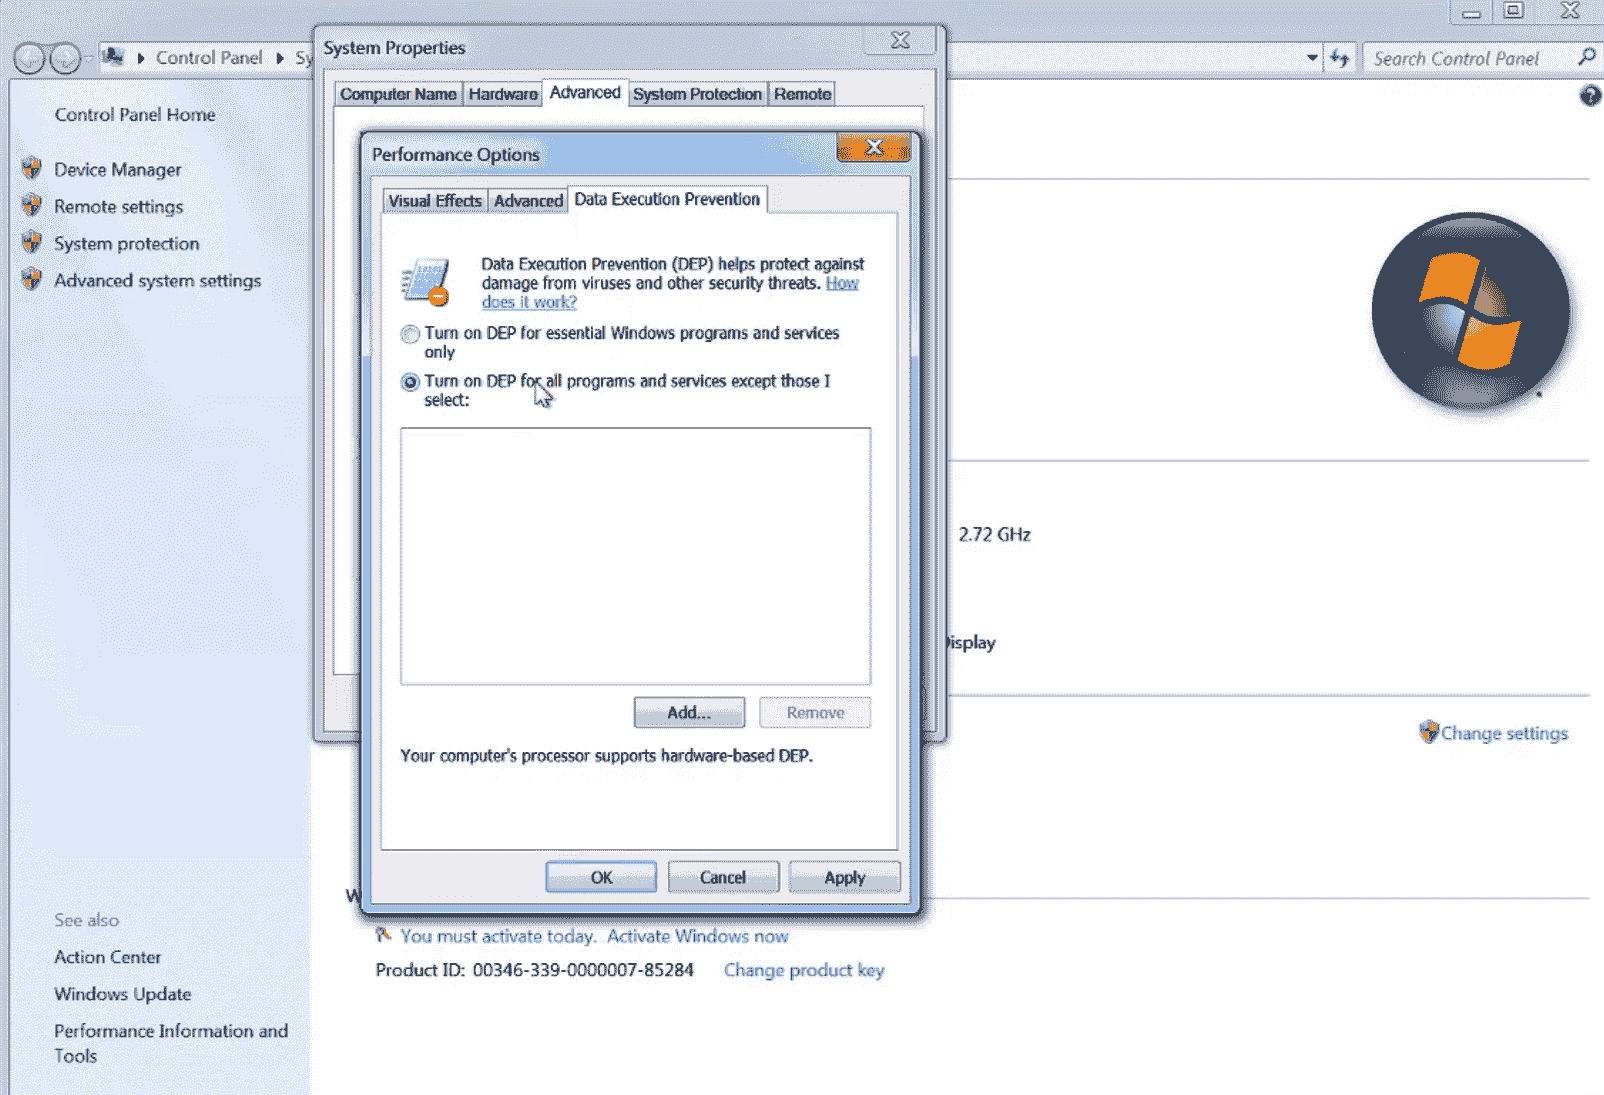 System Properties
Control Panel
Sy
Search Control Panel
Computer Name Hardware Advanced System Protection Remote
Control Panel Home
Device Manager
Remote settings
System protection
Advanced system settings
Performance Options
Visual Effects Advanced Data Execution Prevention
Data Execution Prevention (DEP) helps protect against
damage from viruses and other security threats. How
does it work?
Turn on DEP for essential Windows programs and services
only
Turn on DEP for all programs and services except those I
select:
Add... Remove
Your computer's processor supports hardware-based DEP.
OK Cancel Apply
2.72 GHz
isplay
Change settings
W
You must activate today. Activate Windows now
Product ID: 00346-339-0000007-85284 Change product key
See also
Action Center
Windows Update
Performance Information and
Tools